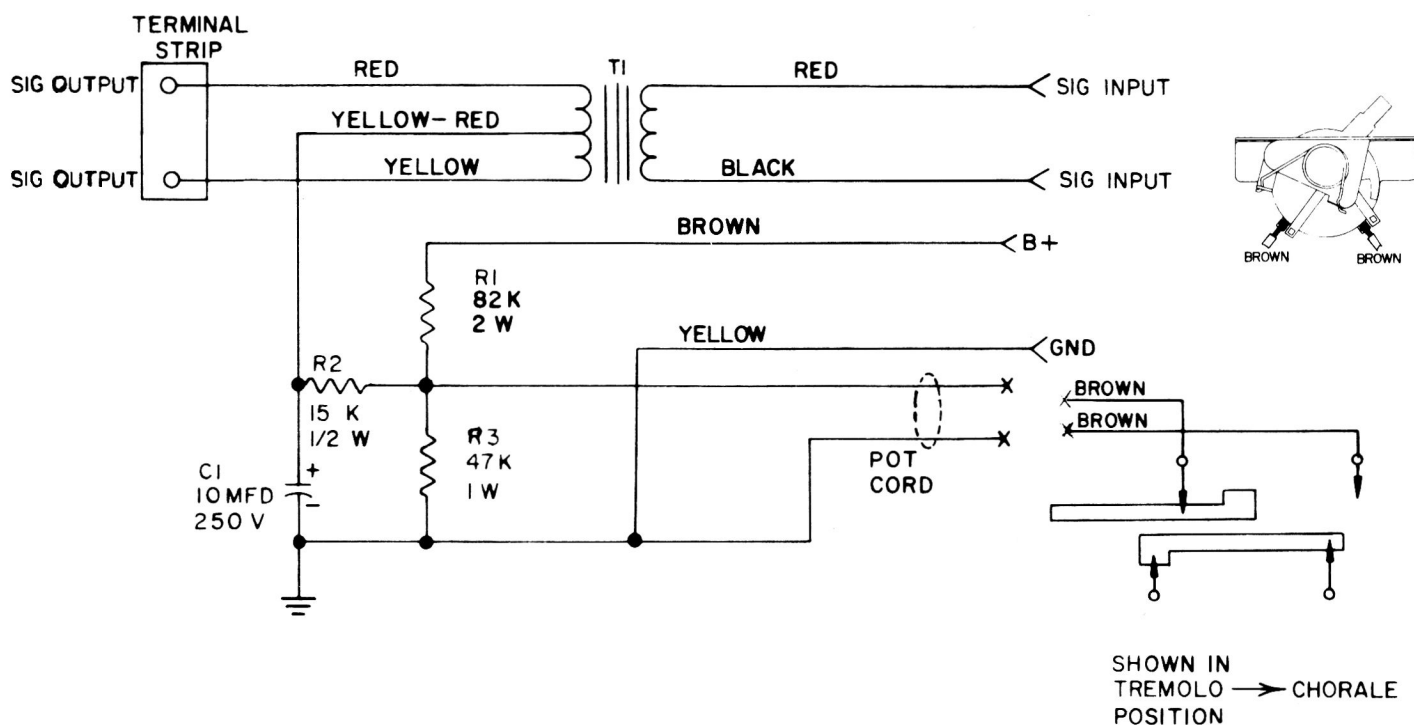 TERMINAL
STRIP
SIG OUTPUT
RED
T1
RED
SIG INPUT
YELLOW-RED
SIG OUTPUT
YELLOW
BLACK
SIG INPUT
BROWN
B+
BROWN
BROWN
R1
82K
2 W
YELLOW
GND
R2
15 K
1/2 W
R3
47K
1 W
C1
10MFD
250 V
+
-
POT
CORD
BROWN
BROWN
SHOWN IN
TREMOLO → CHORALE
POSITION